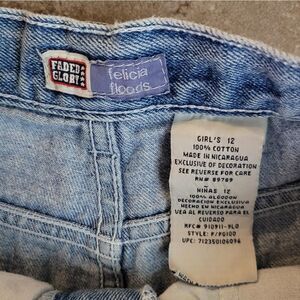 FADED
GLORY
felicia
floods
GIRL'S 12
100% COTTON
MADE IN NICARAGUA
EXCLUSIVE OF DECORATION
SEE REVERSE FOR CARE
RN# 89789
NIÑAS 12
100% ALGODON
DECORACION EXCLUSIVA
HECHO EN NICARAGUA
VEA AL REVERSO PARA EL
CUIDADO
RFC# 910911-9L0
STYLE: P/PG100
UPC: 712350106096